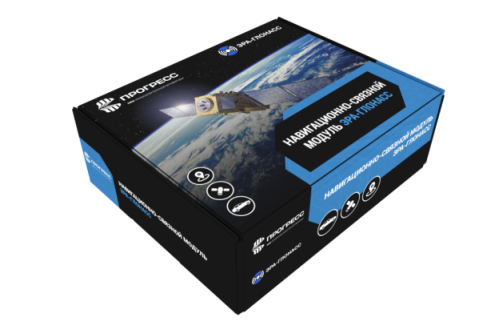 ЭРА-ГЛОНАСС
ПРОГРЕСС
НАВИГАЦИОННО-СВЯЗНОЙ
МОДУЛЬ ЭРА-ГЛОНАСС
НАВИГАЦИОННО-СВЯЗНОЙ МОДУЛЬ
ЭРА-ГЛОНАСС
ПРОГРЕСС
НАВИГАЦИОННО-СВЯЗНОЙ МОДУЛЬ
ЭРА-ГЛОНАСС
ПРОГРЕСС
ЭРА-ГЛОНАСС